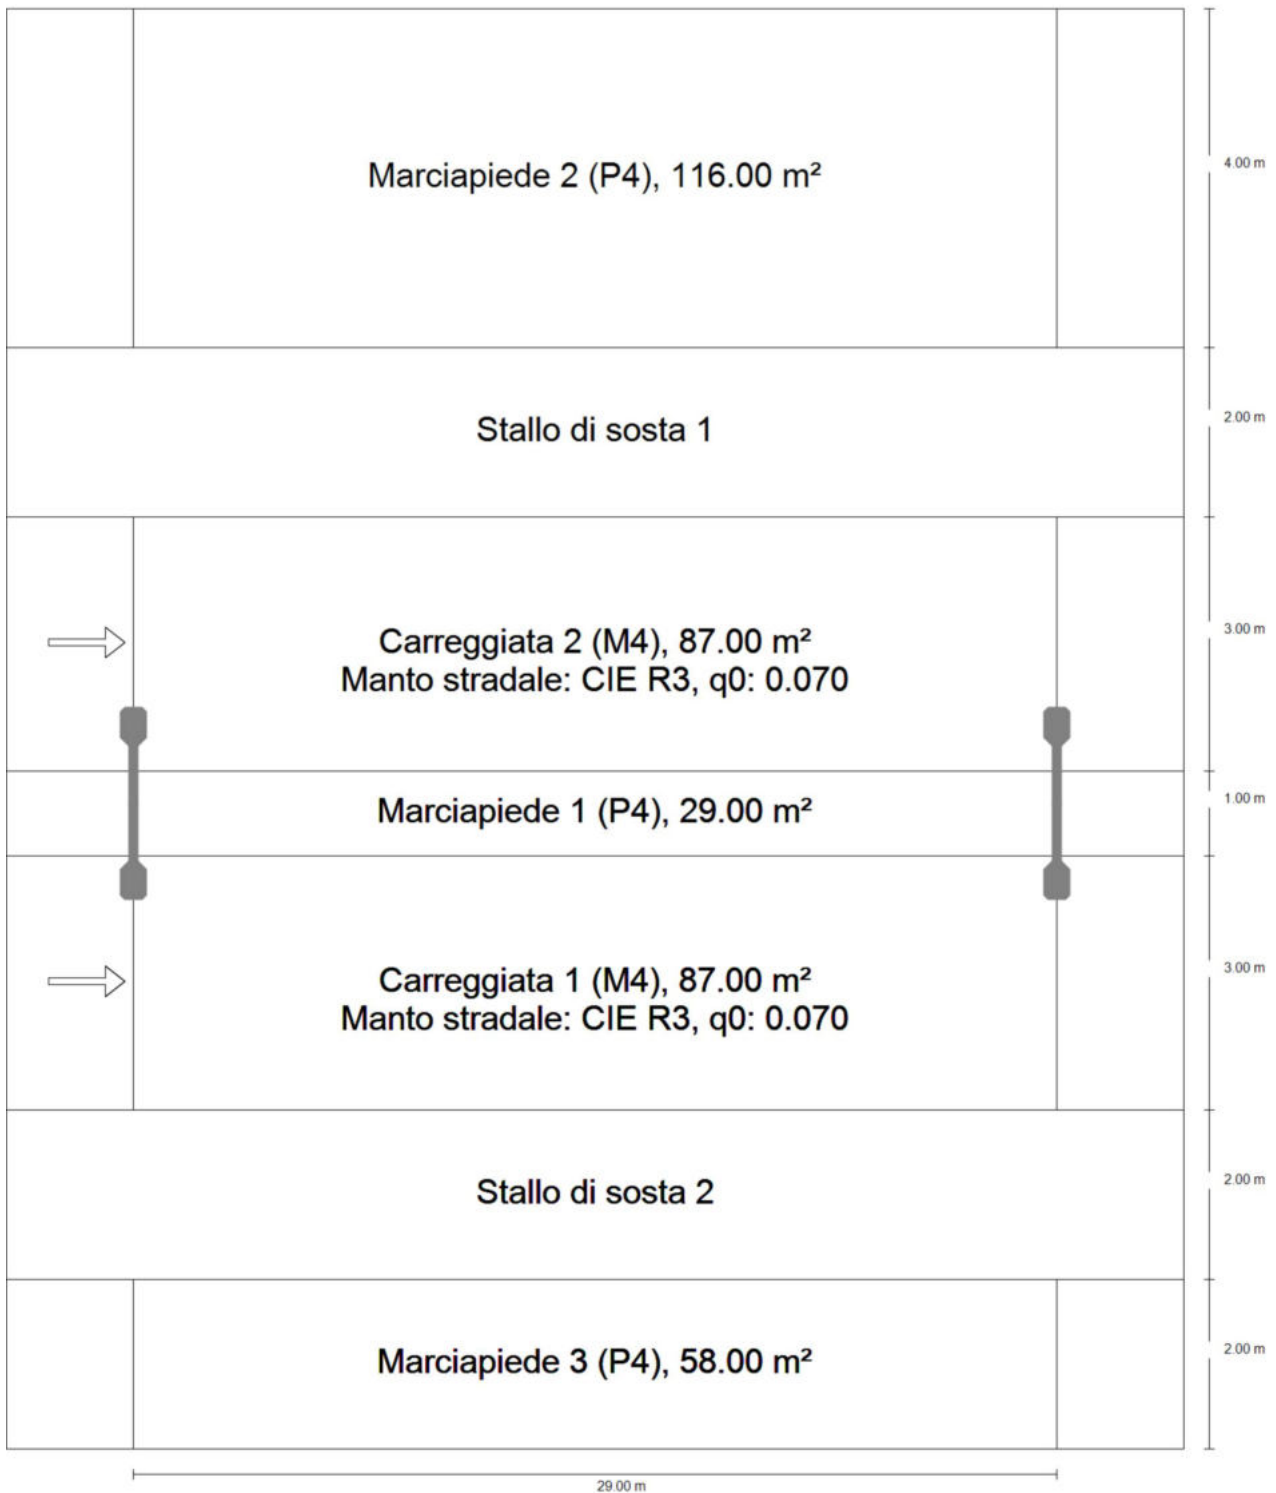 Marciapiede 2 (P4), 116.00 m²
4.00 m
Stallo di sosta 1
2.00 m
Carreggiata 2 (M4), 87.00 m²
Manto stradale: CIE R3, q0: 0.070
3.00 m
Marciapiede 1 (P4), 29.00 m²
1.00 m
Carreggiata 1 (M4), 87.00 m²
Manto stradale: CIE R3, q0: 0.070
3.00 m
Stallo di sosta 2
2.00 m
Marciapiede 3 (P4), 58.00 m²
2.00 m
29.00 m